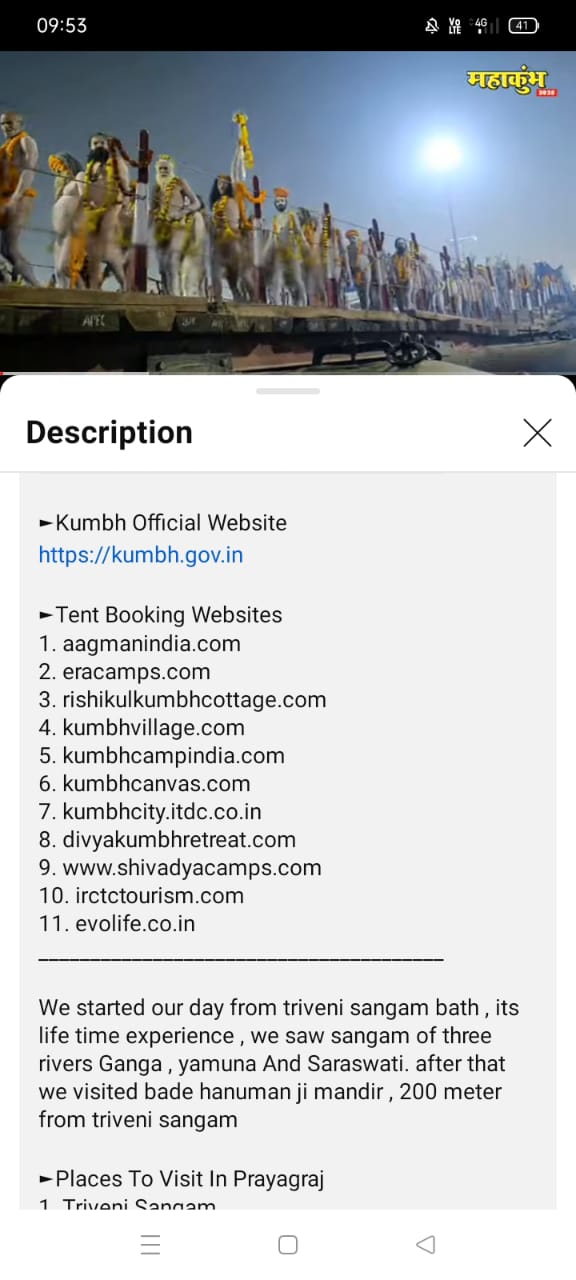 09:53
Vo
LTE
4G
41
महाकुंभ
Description
►Kumbh Official Website
https://kumbh.gov.in
►Tent Booking Websites
1. aagmanindia.com
2. eracamps.com
3. rishikulkumbhcottage.com
4. kumbhvillage.com
5. kumbhcampindia.com
6. kumbhcanvas.com
7. kumbhcity.itdc.co.in
8. divyakumbhretreat.com
9. www.shivadyacamps.com
10. irctctourism.com
11. evolife.co.in
_______________________________________
We started our day from triveni sangam bath , its
life time experience , we saw sangam of three
rivers Ganga , yamuna And Saraswati. after that
we visited bade hanuman ji mandir , 200 meter
from triveni sangam
►Places To Visit In Prayagraj
1. Triveni Sangam